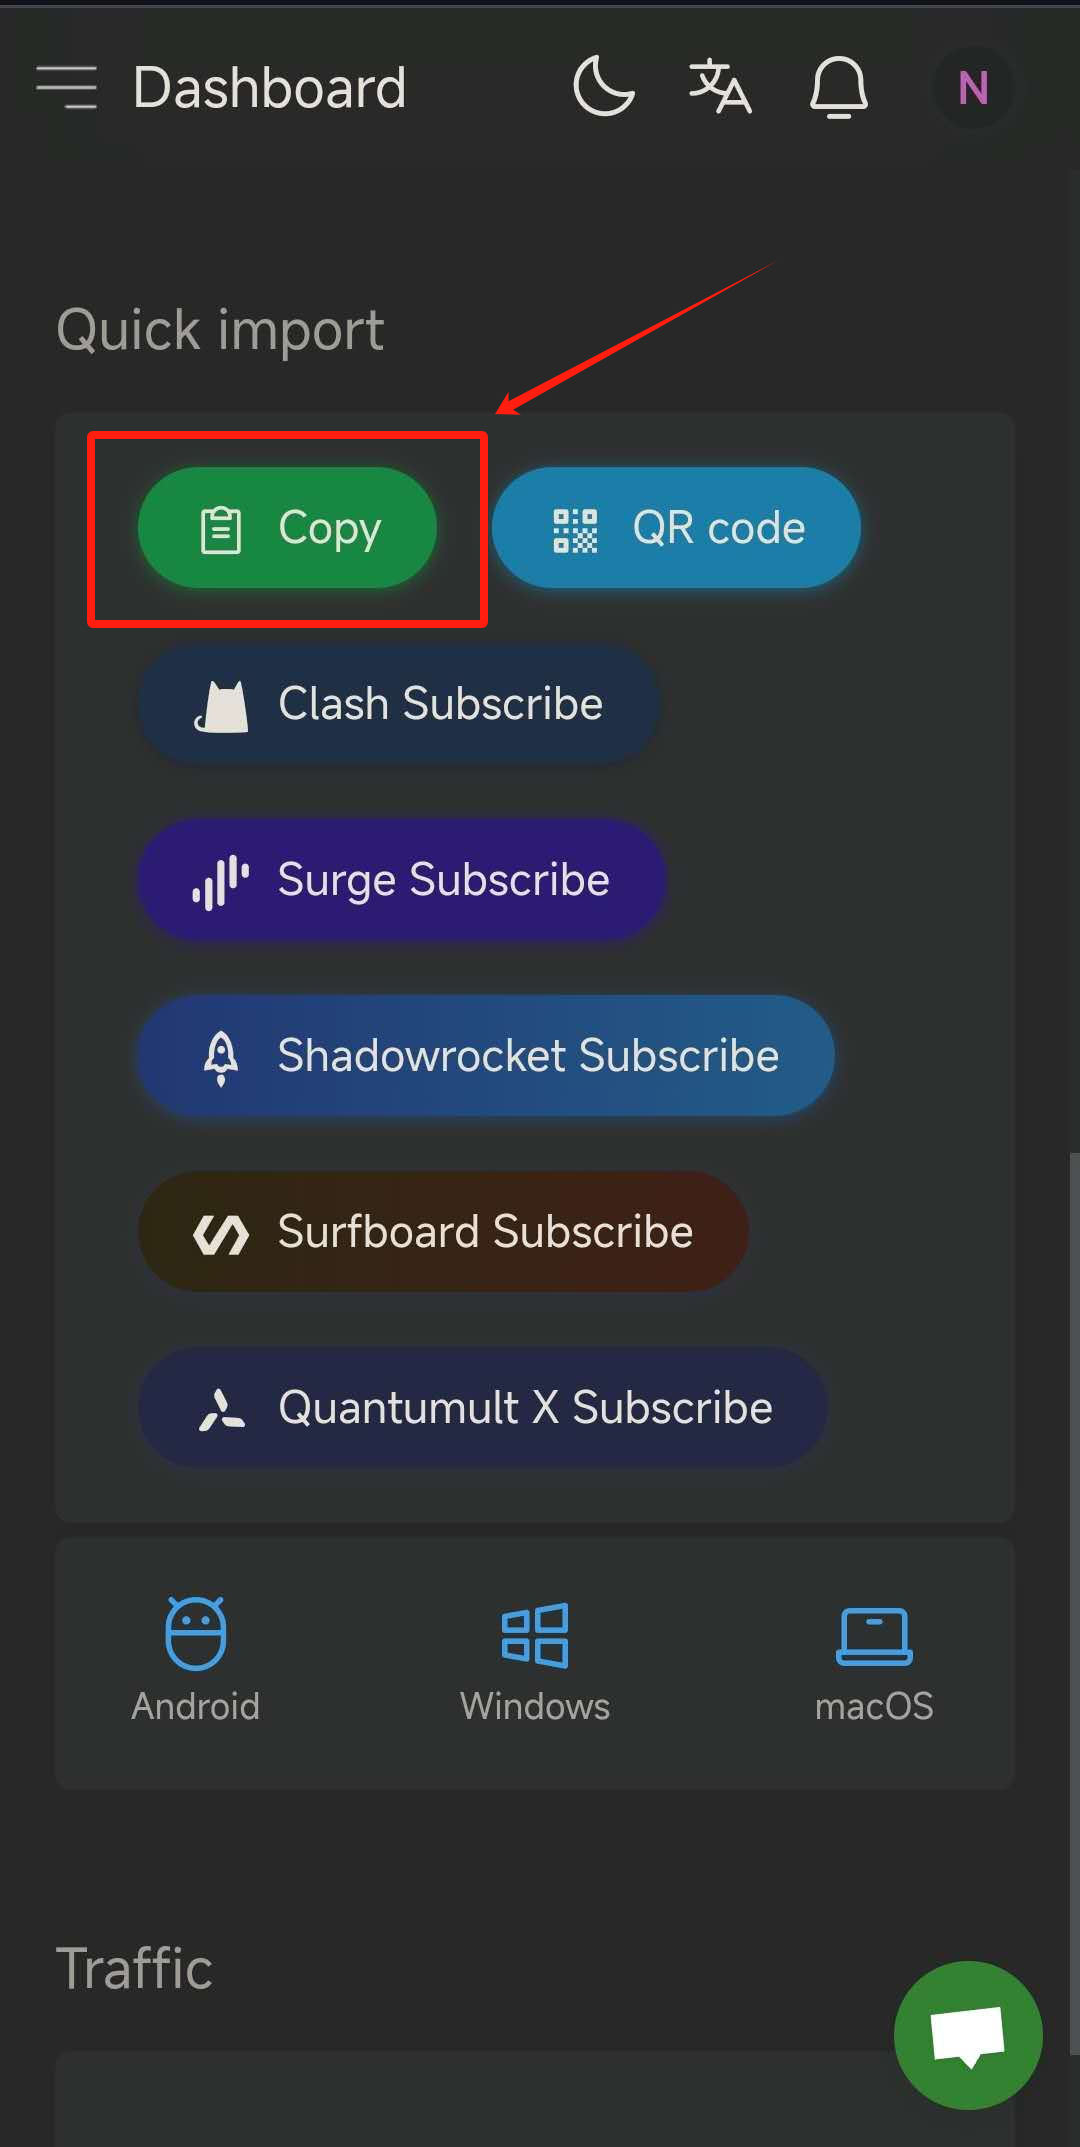 Dashboard
N
Quick import
Copy
QR code
Clash Subscribe
Surge Subscribe
Shadowrocket Subscribe
Surfboard Subscribe
Quantumult X Subscribe
Android
Windows
macOS
Traffic